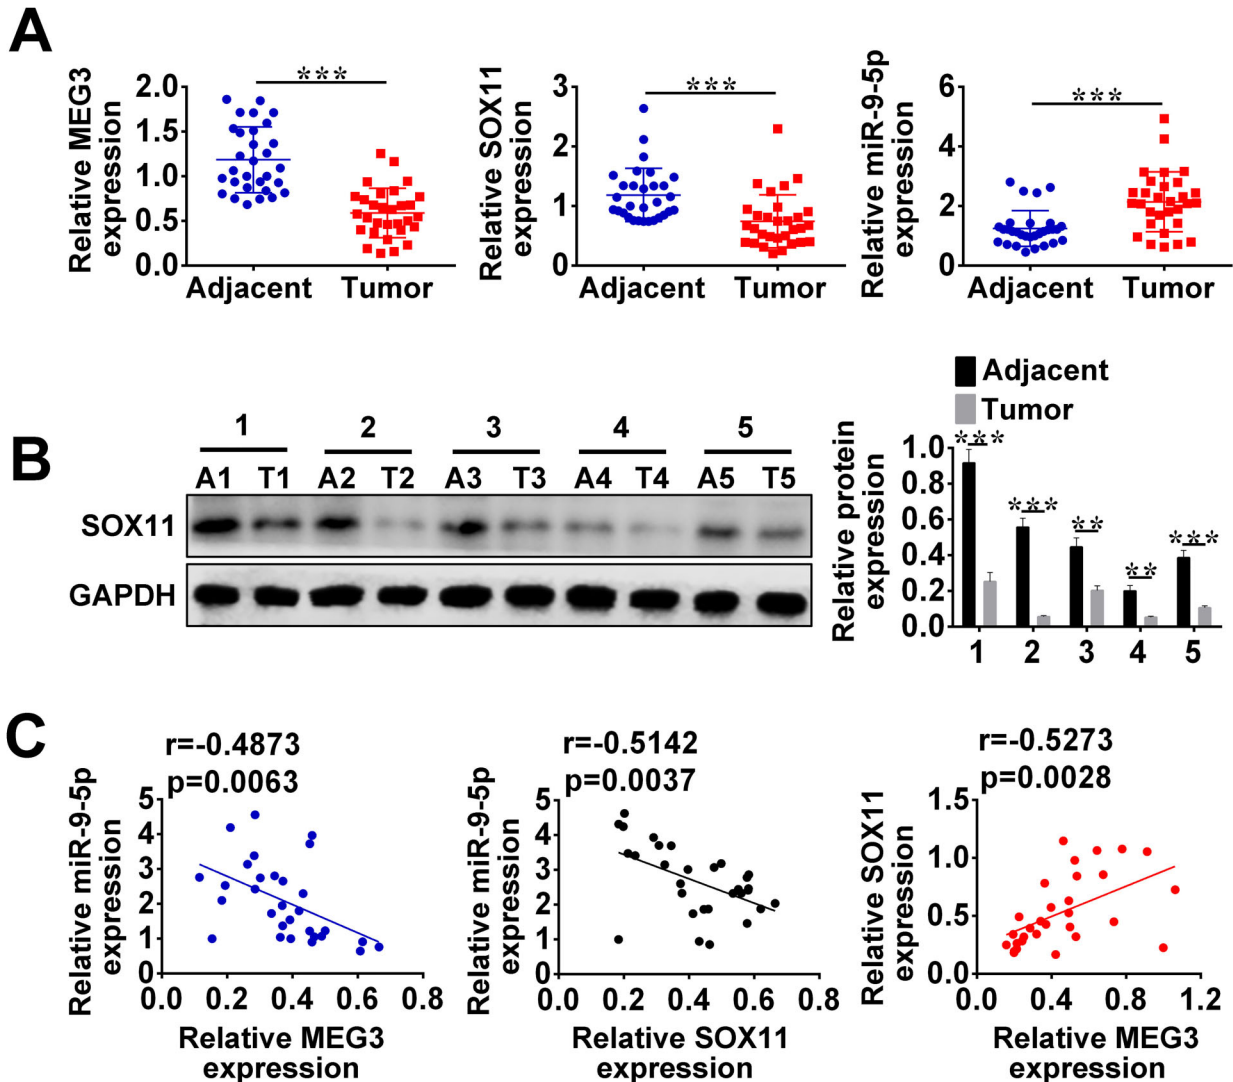 A
Relative MEG3
expression
2.0
1.5
1.0
0.5
0.0
***
Adjacent Tumor
Relative SOX11
expression
3
2
1
0
***
Adjacent Tumor
Relative miR-9-5p
expression
6
4
2
0
***
Adjacent Tumor
B
1 2 3 4 5
A1 T1 A2 T2 A3 T3 A4 T4 A5 T5
SOX11
GAPDH
Adjacent
Tumor
Relative protein
expression
1.0
0.8
0.6
0.4
0.2
0.0
*** *** ** ** ***
1 2 3 4 5
C
r=-0.4873
p=0.0063
Relative miR-9-5p
expression
5
4
3
2
1
0
0.0 0.2 0.4 0.6 0.8
Relative MEG3
expression
r=-0.5142
p=0.0037
Relative miR-9-5p
expression
5
4
3
2
1
0
0.0 0.2 0.4 0.6 0.8
Relative SOX11
expression
r=-0.5273
p=0.0028
Relative SOX11
expression
1.5
1.0
0.5
0.0
0.0 0.4 0.8 1.2
Relative MEG3
expression